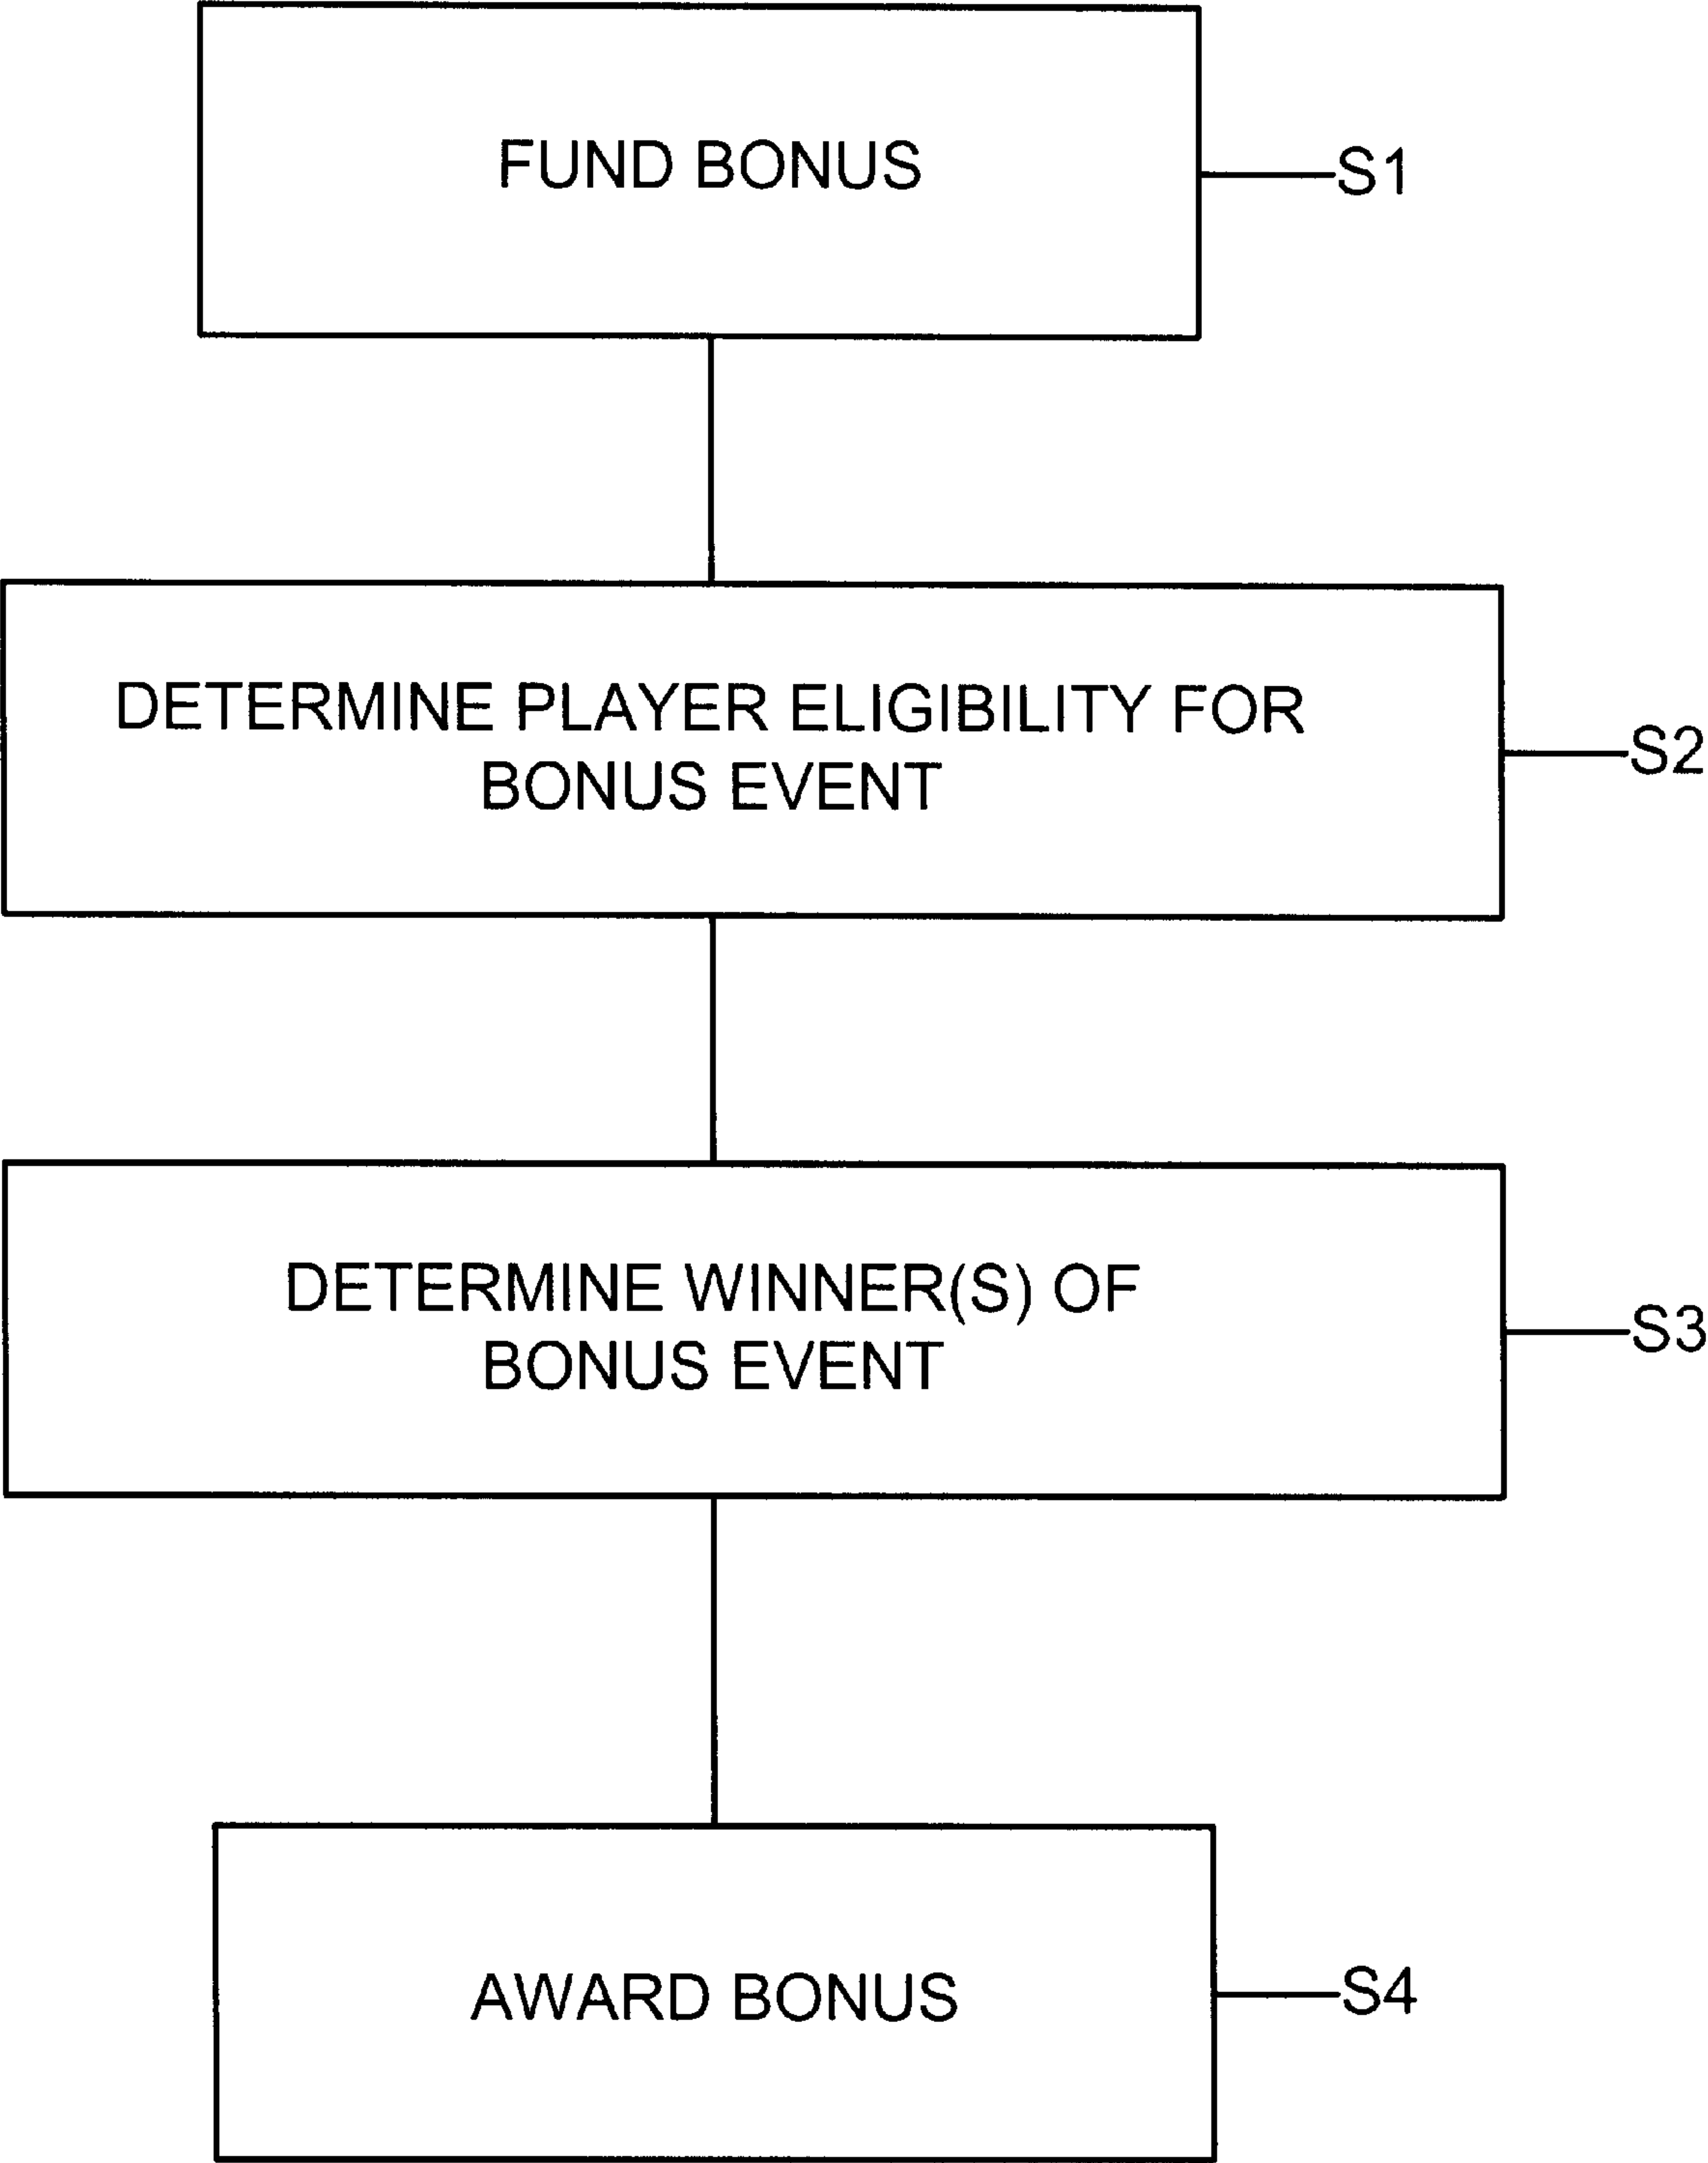 FUND BONUS
S1
DETERMINE PLAYER ELIGIBILITY FOR
BONUS EVENT
S2
DETERMINE WINNER(S) OF
BONUS EVENT
S3
AWARD BONUS
S4